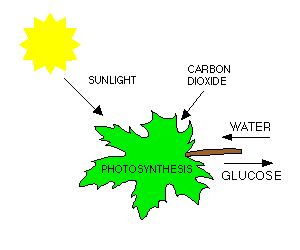 SUNLIGHT
CARBON
DIOXIDE
WATER
PHOTOSYNTHESIS
GLUCOSE